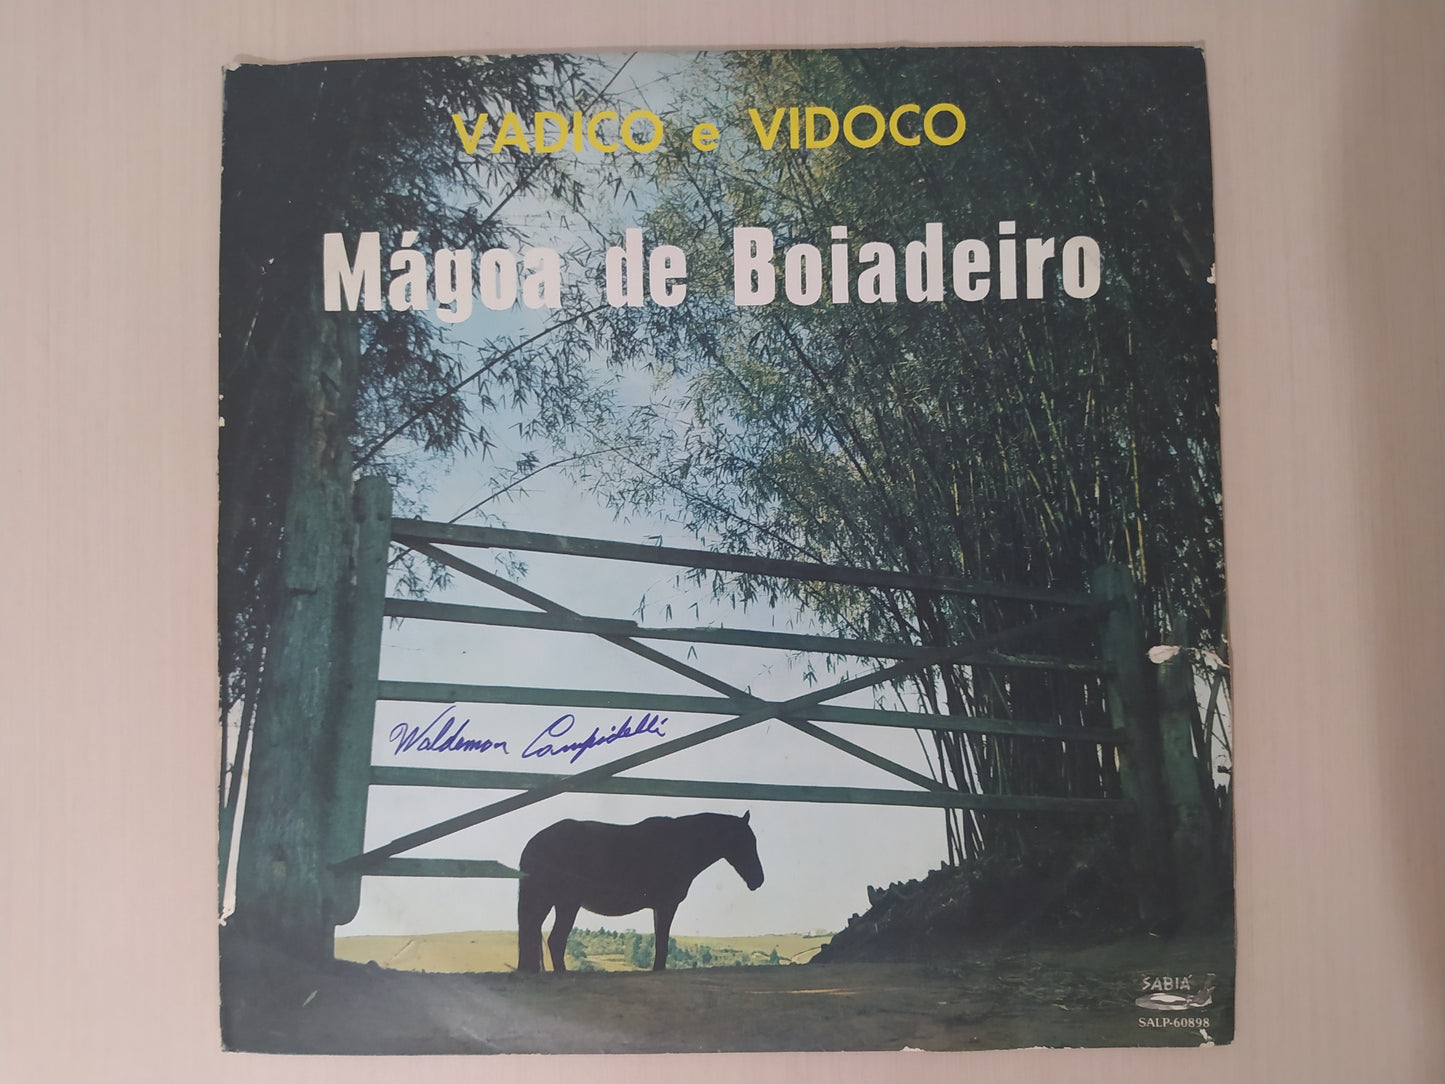 VADICO e VIDOCO
Mágoa de Boiadeiro
Waldemar Campidelli
SABIÁ
SALP-60898